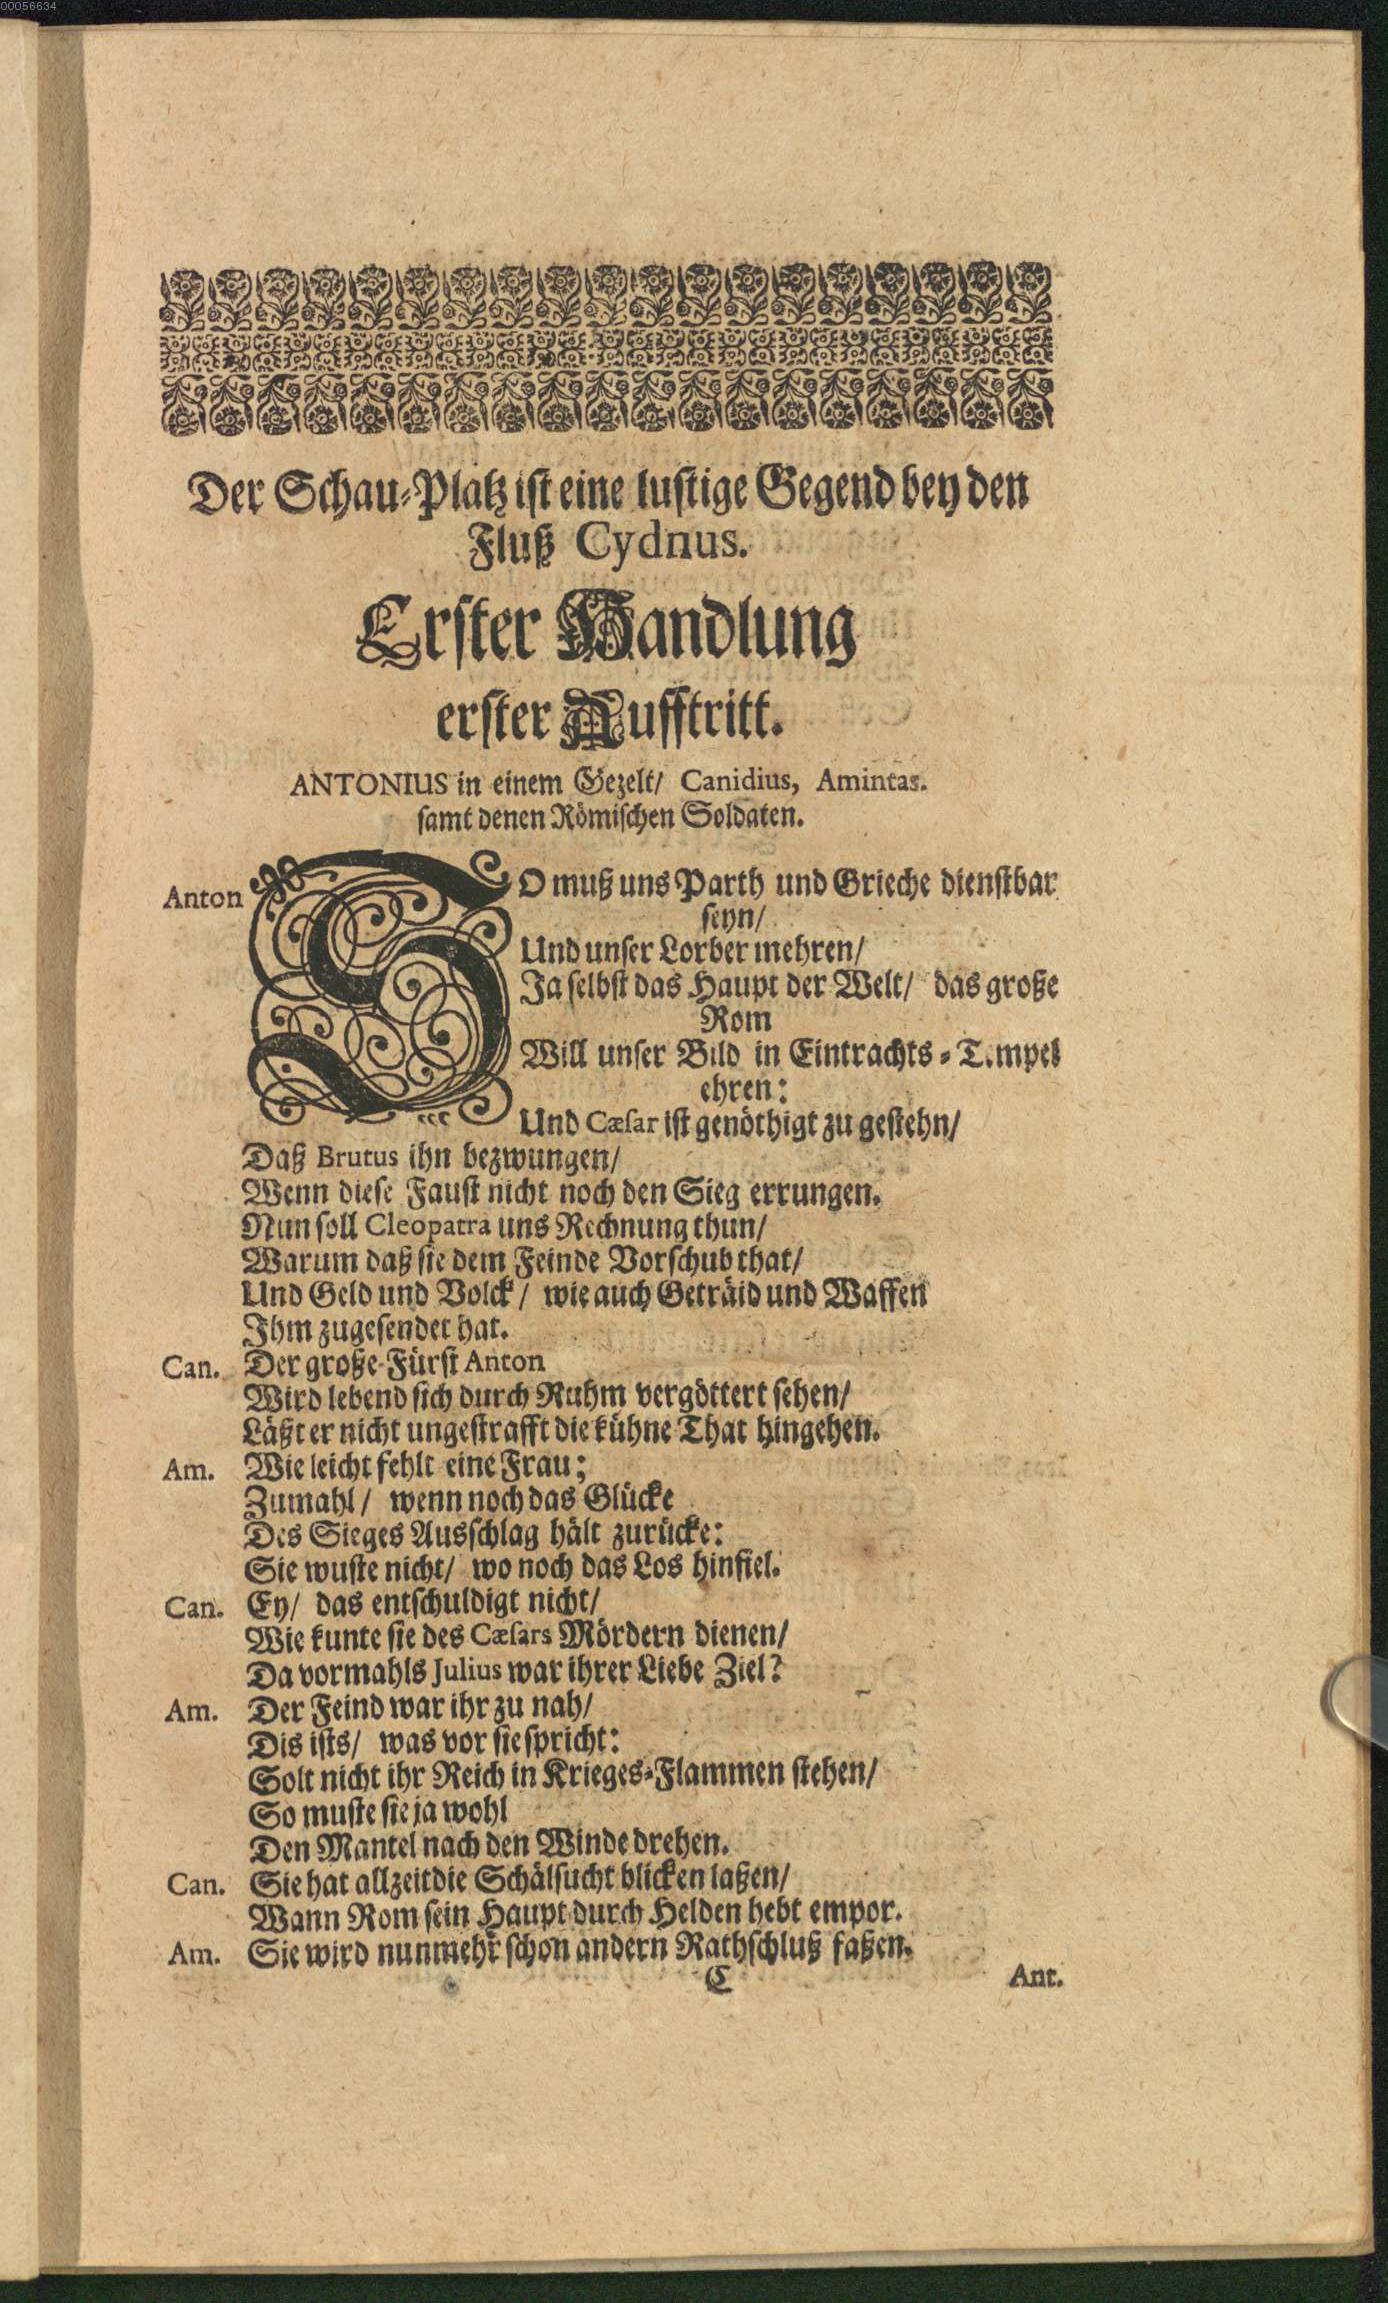 00056634
Der Schau-Platz ist eine lustige Gegend bey den
Fluß Cydnus.
Erster Handlung
erster Aufftritt.
ANTONIUS in einem Gezelt/ Canidius, Amintas.
samt denen Römischen Soldaten.
Anton SO muß uns Parth und Grieche dienstbar
seyn/
Und unser Lorber mehren/
Ja selbst das Haupt der Welt/ das große
Rom
Will unser Bild in Eintrachts-T.mpel
ehren:
Und Cæsar ist genöthigt zu gestehn/
Daß Brutus ihn bezwungen/
Wenn diese Faust nicht noch den Sieg errungen.
Nun soll Cleopatra uns Rechnung thun/
Warum daß sie dem Feinde Vorschub that/
Und Geld und Volck/ wie auch Geträid und Waffen
Ihm zugesendet hat.
Can. Der große Fürst Anton
Wird lebend sich durch Ruhm vergöttert sehen/
Läßt er nicht ungestrafft die kühne That hingehen.
Am. Wie leicht fehlt eine Frau;
Zumahl/ wenn noch das Glücke
Des Sieges Ausschlag hält zurücke:
Sie wuste nicht/ wo noch das Los hinfiel.
Can. Ey/ das entschuldigt nicht/
Wie kunte sie des Cæsars Mördern dienen/
Da vormahls Julius war ihrer Liebe Ziel?
Am. Der Feind war ihr zu nah/
Dis ists/ was vor sie spricht:
Solt nicht ihr Reich in Krieges-Flammen stehen/
So muste sie ja wohl
Den Mantel nach den Winde drehen.
Can. Sie hat allzeit die Schälsucht blicken laßen/
Wann Rom sein Haupt durch Helden hebt empor.
Am. Sie wird nunmehr schon andern Rathschluß faßen.
C Ant.